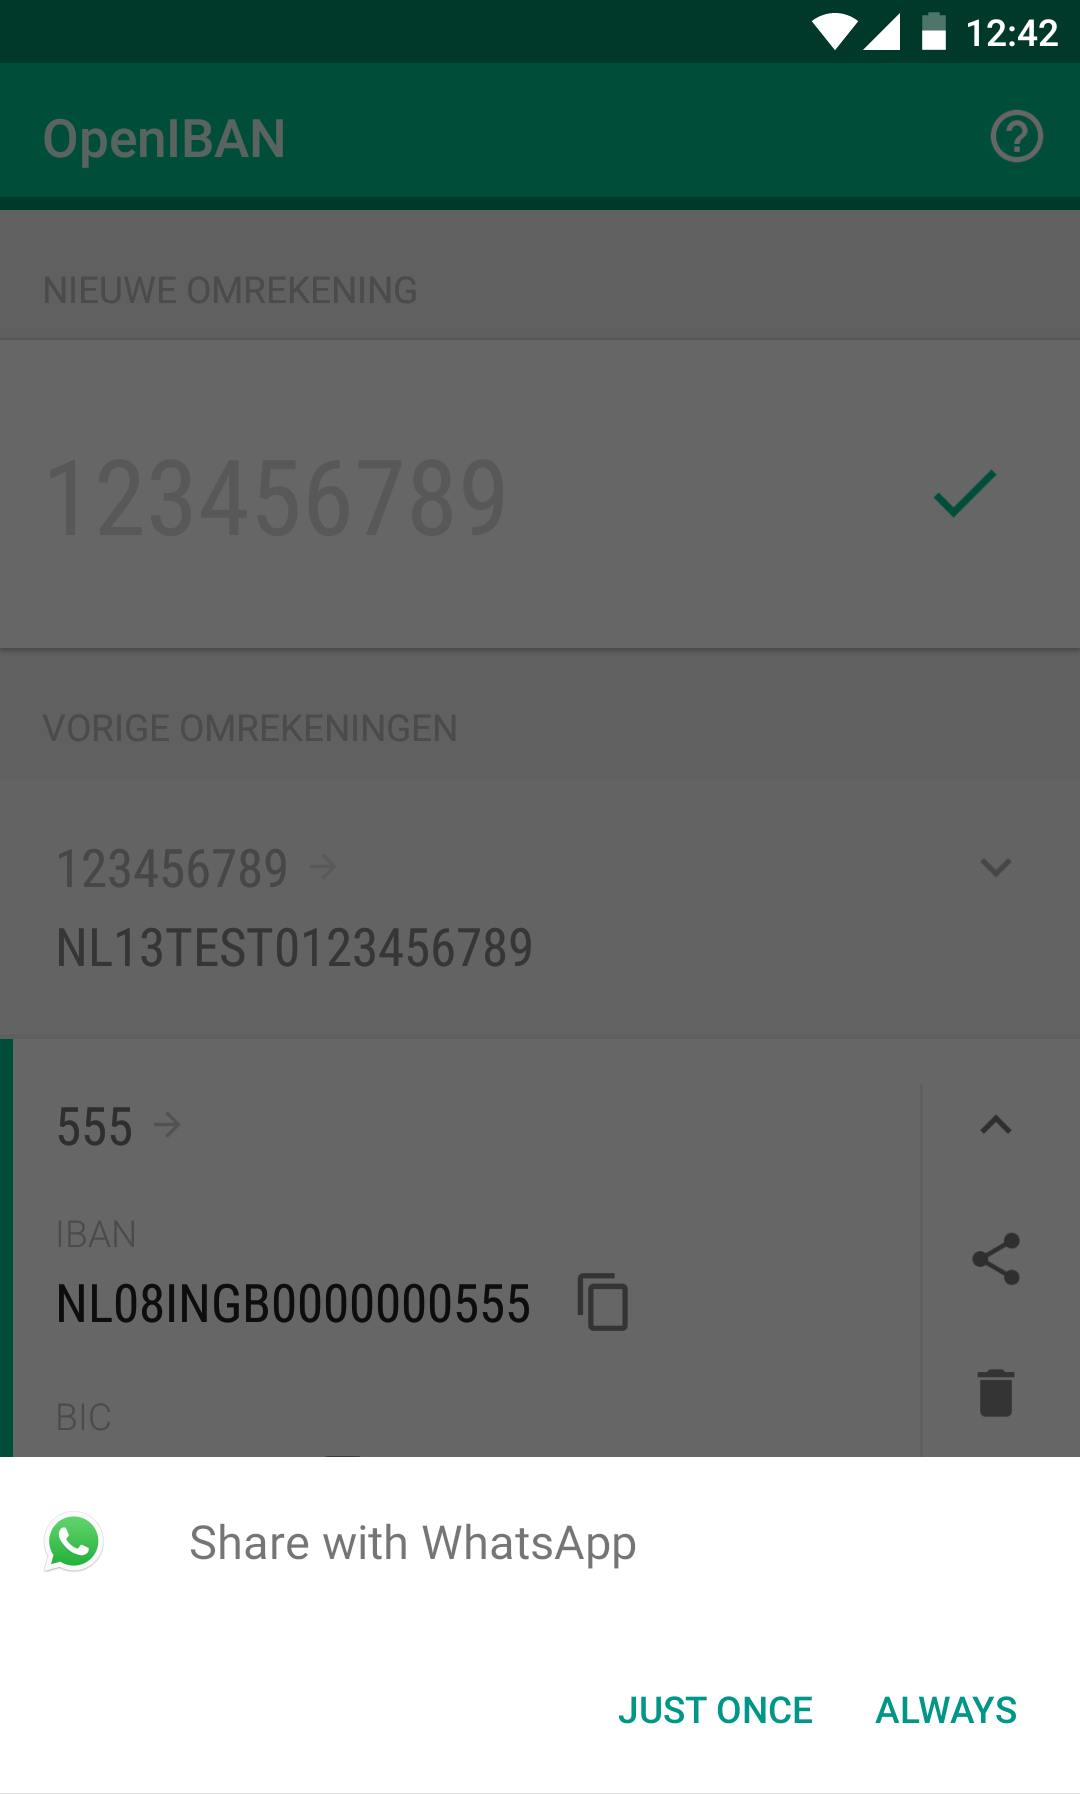 12:42
OpenIBAN
NIEUWE OMREKENING
123456789
VORIGE OMREKENINGEN
123456789
NL13TEST0123456789
555
IBAN
NL08INGB0000000555
BIC
Share with WhatsApp
JUST ONCE ALWAYS